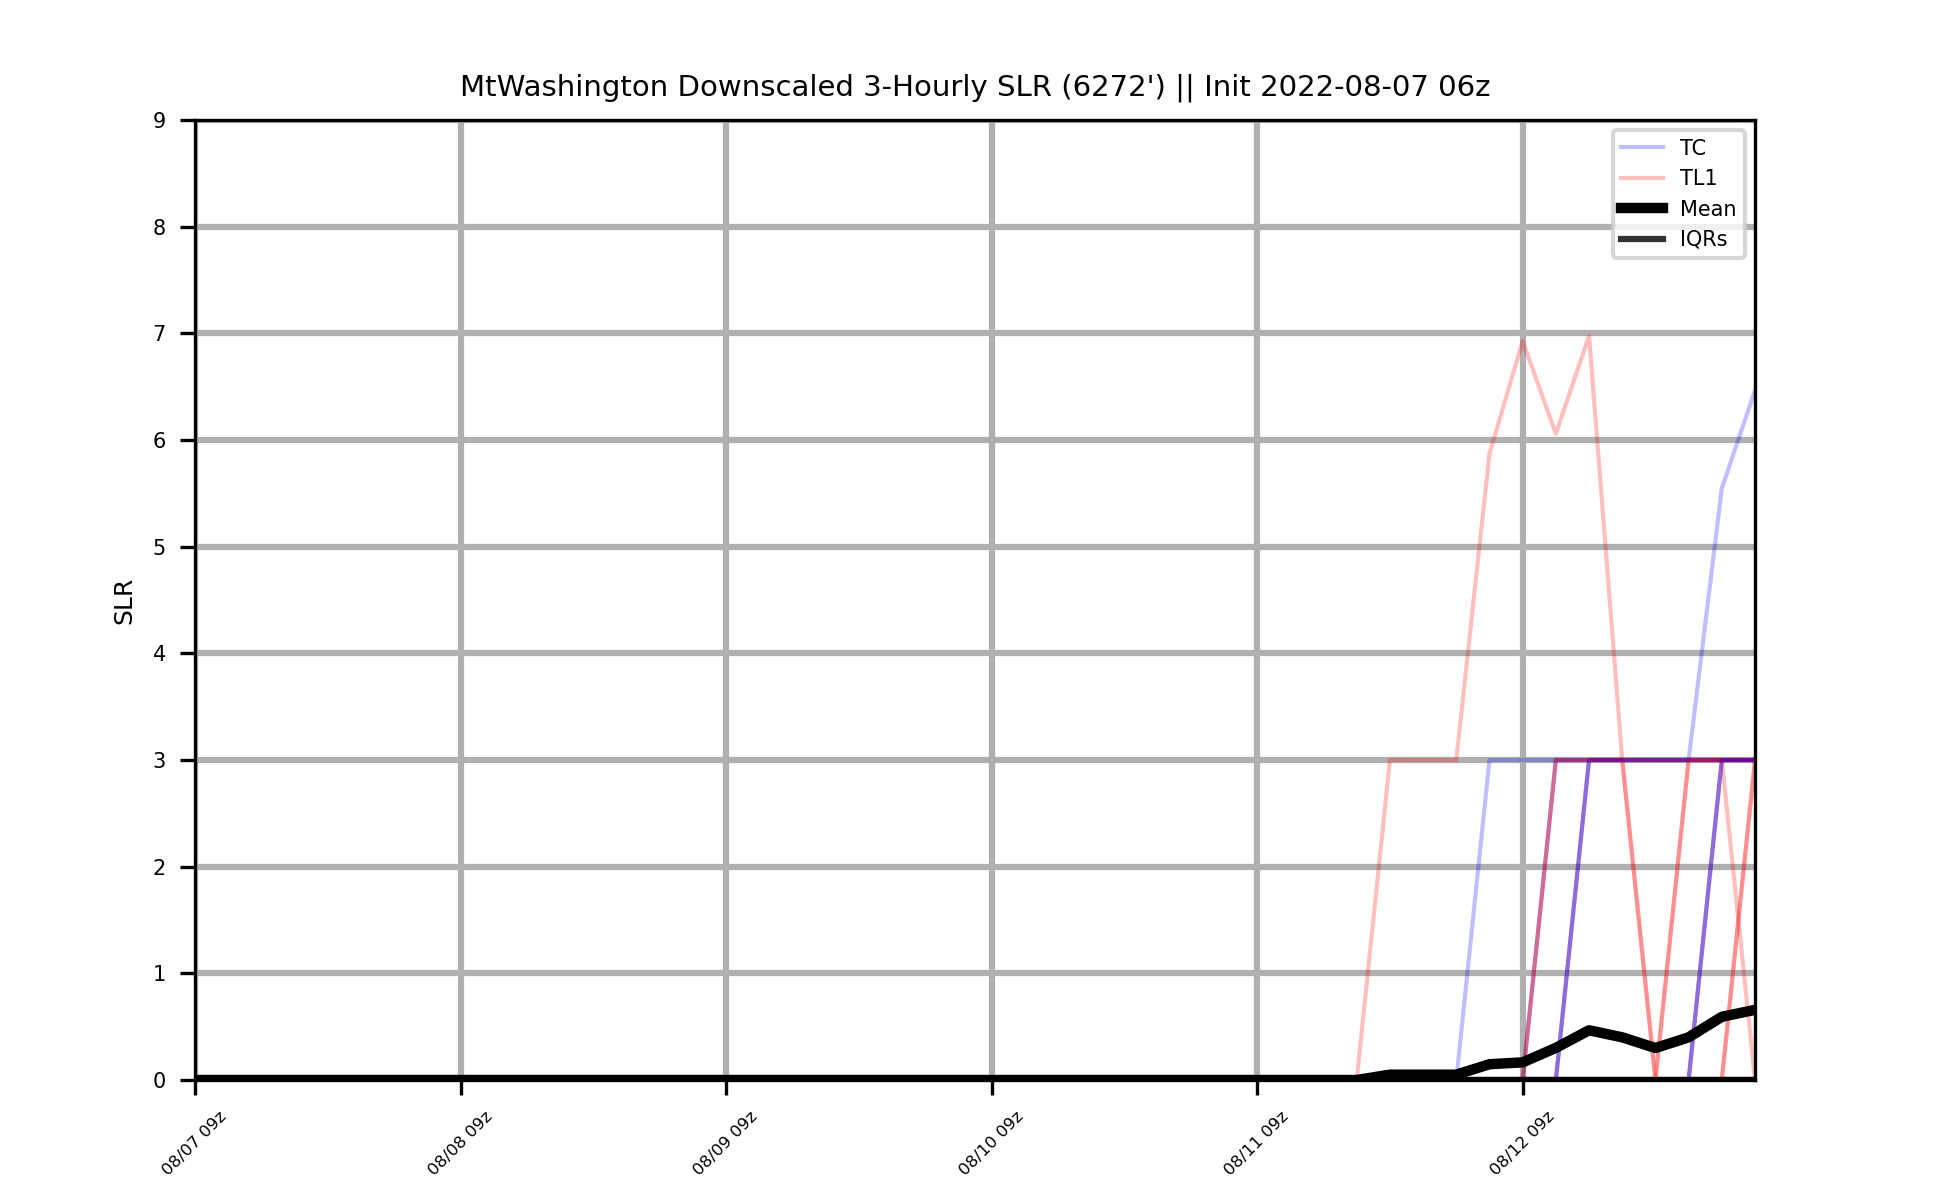 MtWashington Downscaled 3-Hourly SLR (6272') || Init 2022-08-07 06z
9
8
7
6
5
4
3
2
1
0
SLR
TC
TL1
Mean
IQRs
08/07 09z
08/08 09z
08/09 09z
08/10 09z
08/11 09z
08/12 09z